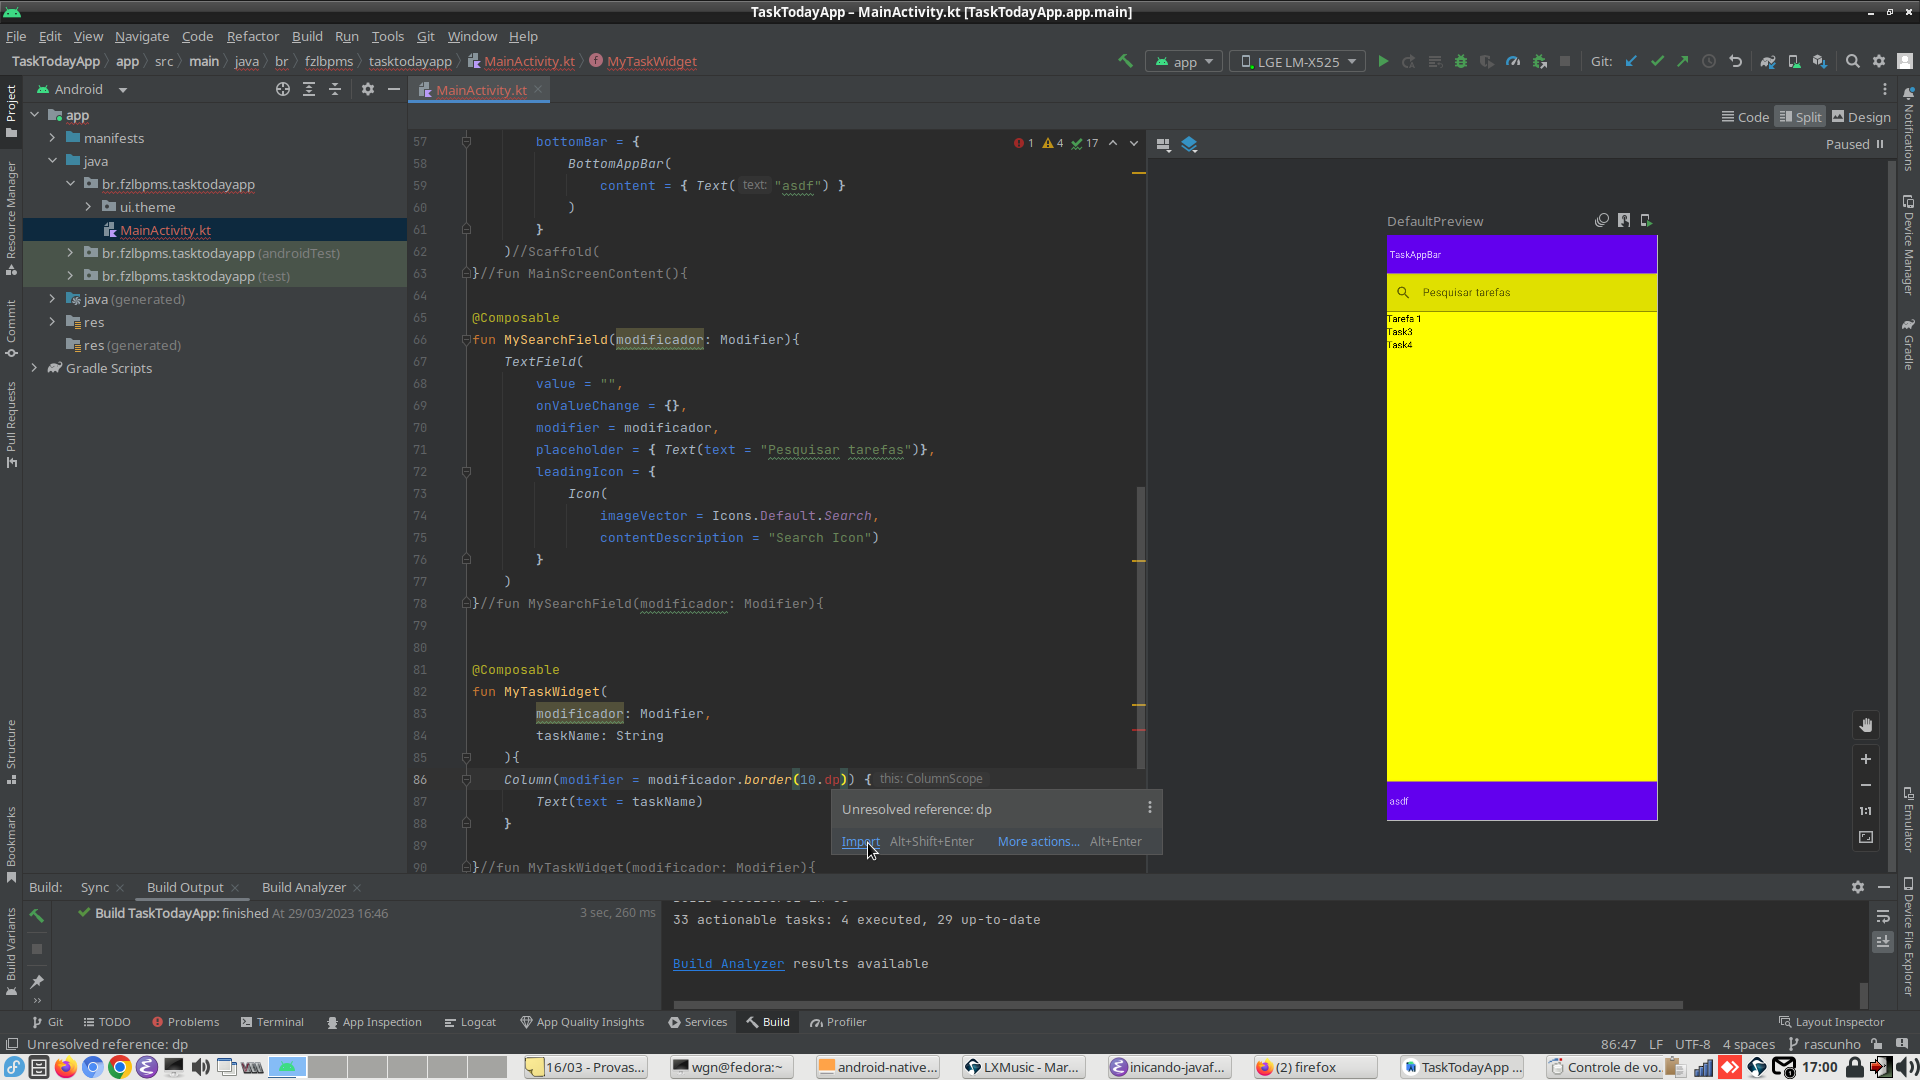 TaskTodayApp – MainActivity.kt [TaskTodayApp.app.main]
File Edit View Navigate Code Refactor Build Run Tools Git Window Help
TaskTodayApp app src main java br fzlbpms tasktodayapp MainActivity.kt MyTaskWidget
app LGE LM-X525 Git:
Android
MainActivity.kt
Code Split Design
Paused
Project
Resource Manager
Commit
Pull Requests
Structure
Bookmarks
Build Variants
app
manifests
java
br.fzlbpms.tasktodayapp
ui.theme
MainActivity.kt
br.fzlbpms.tasktodayapp (androidTest)
br.fzlbpms.tasktodayapp (test)
java (generated)
res
res (generated)
Gradle Scripts
1 4 17
57 bottomBar = {
58 BottomAppBar(
59 content = { Text( text: "asdf") }
60 )
61 }
62 )//Scaffold(
63 }//fun MainScreenContent(){
64
65 @Composable
66 fun MySearchField(modificador: Modifier){
67 TextField(
68 value = "",
69 onValueChange = {},
70 modifier = modificador,
71 placeholder = { Text(text = "Pesquisar tarefas")},
72 leadingIcon = {
73 Icon(
74 imageVector = Icons.Default.Search,
75 contentDescription = "Search Icon")
76 }
77 )
78 }//fun MySearchField(modificador: Modifier){
79
80
81 @Composable
82 fun MyTaskWidget(
83 modificador: Modifier,
84 taskName: String
85 ){
86 Column(modifier = modificador.border(10.dp)) { this: ColumnScope
87 Text(text = taskName)
88 }
89
90 }//fun MyTaskWidget(modificador: Modifier){
Unresolved reference: dp
Import Alt+Shift+Enter More actions... Alt+Enter
DefaultPreview
TaskAppBar
Pesquisar tarefas
Tarefa 1
Task3
Task4
asdf
1:1
Notifications
Device Manager
Gradle
Emulator
Device File Explorer
Build: Sync Build Output Build Analyzer
Build TaskTodayApp: finished At 29/03/2023 16:46 3 sec, 260 ms
33 actionable tasks: 4 executed, 29 up-to-date
Build Analyzer results available
Git TODO Problems Terminal App Inspection Logcat App Quality Insights Services Build Profiler Layout Inspector
Unresolved reference: dp
86:47 LF UTF-8 4 spaces rascunho
16/03 - Provas... wgn@fedora:~ android-native... LXMusic - Mar... inicando-javaf... (2) firefox TaskTodayApp ... Controle de vo... 17:00